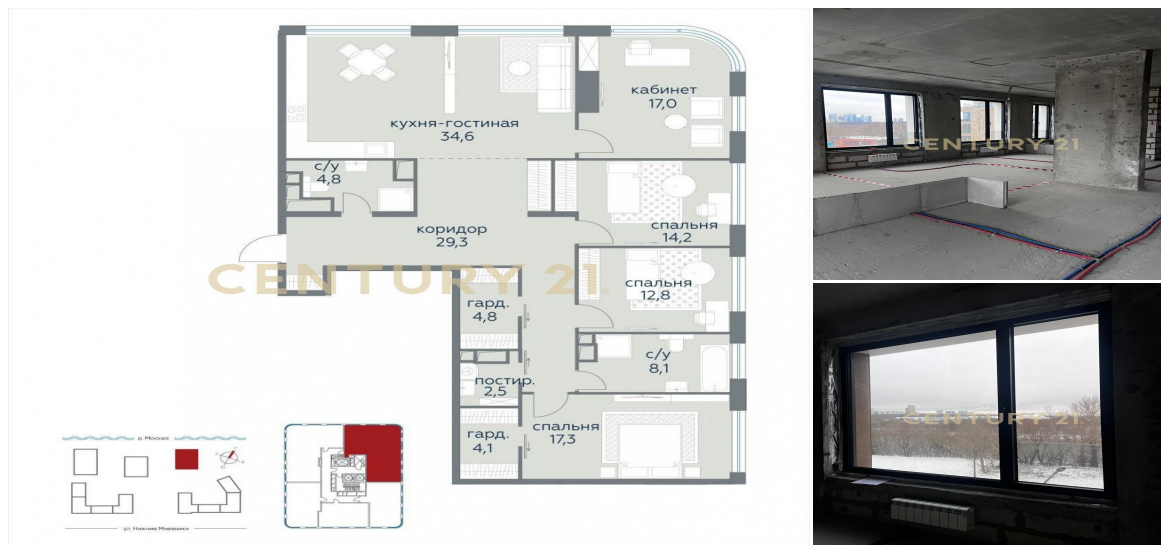 кабинет
17,0
кухня-гостиная
34,6
с/у
4,8
спальня
14,2
коридор
29,3
CENTURY 21
спальня
12,8
гард.
4,8
с/у
8,1
постир.
2,5
спальня
17,3
гард.
4,1
р. Москва
ул. Нижние Мнёвники
CENTURY 21
CENTURY 21